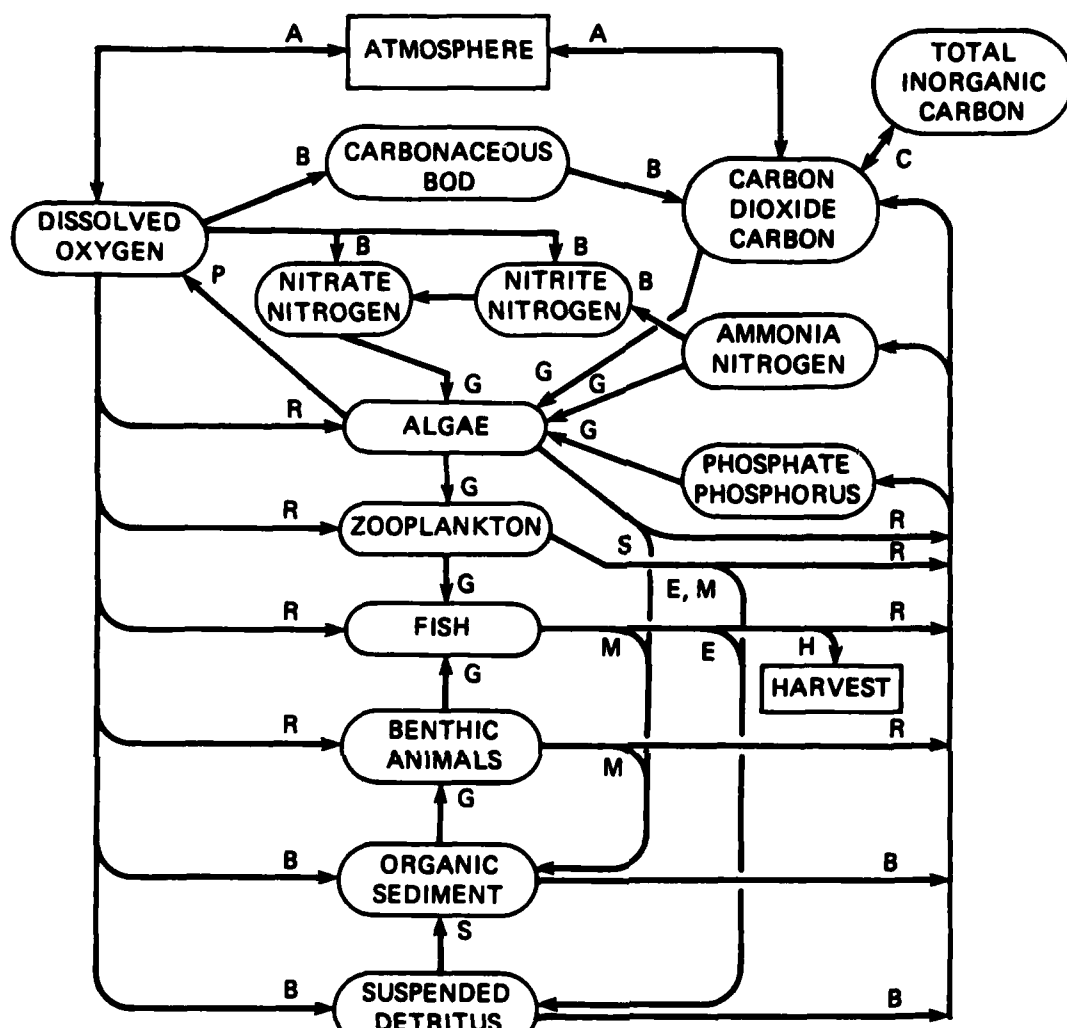 A
ATMOSPHERE
A
TOTAL
INORGANIC
CARBON
B
CARBONACEOUS
BOD
B
C
CARBON
DIOXIDE
CARBON
DISSOLVED
OXYGEN
P
B
B
NITRATE
NITROGEN
NITRITE
NITROGEN
B
AMMONIA
NITROGEN
G
G
G
R
ALGAE
G
PHOSPHATE
PHOSPHORUS
G
R
ZOOPLANKTON
S
R
R
E, M
G
R
FISH
M
E
H
R
HARVEST
G
R
BENTHIC
ANIMALS
M
R
G
B
ORGANIC
SEDIMENT
B
S
B
SUSPENDED
DETRITUS
B